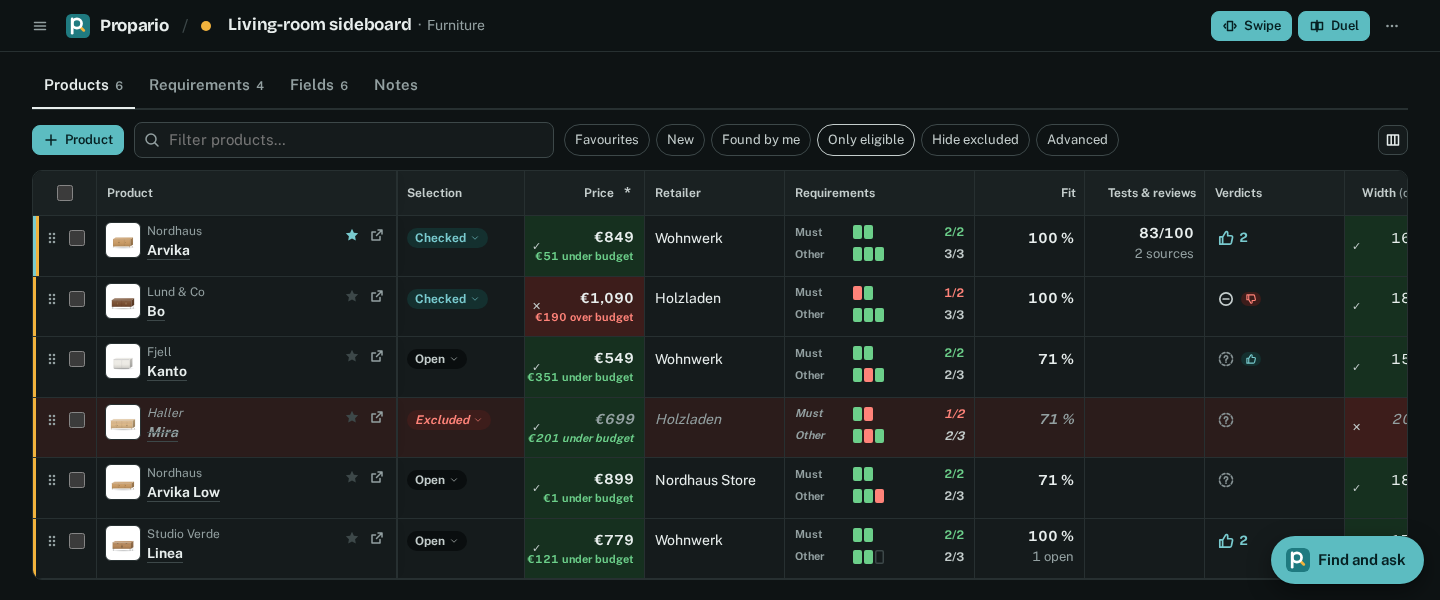 Propario / Living-room sideboard · Furniture
Swipe Duel
Products 6 Requirements 4 Fields 6 Notes
Product Filter products... Favourites New Found by me Only eligible Hide excluded Advanced
Product Selection Price * Retailer Requirements Fit Tests & reviews Verdicts Width
Nordhaus
Arvika
Checked
✓ €849
€51 under budget
Wohnwerk
Must 2/2
Other 3/3
100 %
83/100
2 sources
2
✓ 16
Lund & Co
Bo
Checked
✕ €1,090
€190 over budget
Holzladen
Must 1/2
Other 3/3
100 %
✓ 18
Fjell
Kanto
Open
✓ €549
€351 under budget
Wohnwerk
Must 2/2
Other 2/3
71 %
✓ 15
Haller
Mira
Excluded
✓ €699
€201 under budget
Holzladen
Must 1/2
Other 2/3
71 %
✕ 20
Nordhaus
Arvika Low
Open
✓ €899
€1 under budget
Nordhaus Store
Must 2/2
Other 2/3
71 %
✓ 18
Studio Verde
Linea
Open
✓ €779
€121 under budget
Wohnwerk
Must 2/2
Other 2/3
100 %
1 open
2
Find and ask